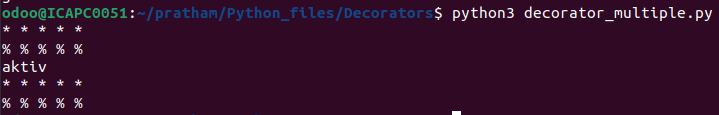 odoo@ICAPC0051:~/pratham/Python_files/Decorators$ python3 decorator_multiple.py
* * * * *
% % % % %
aktiv
* * * * *
% % % % %